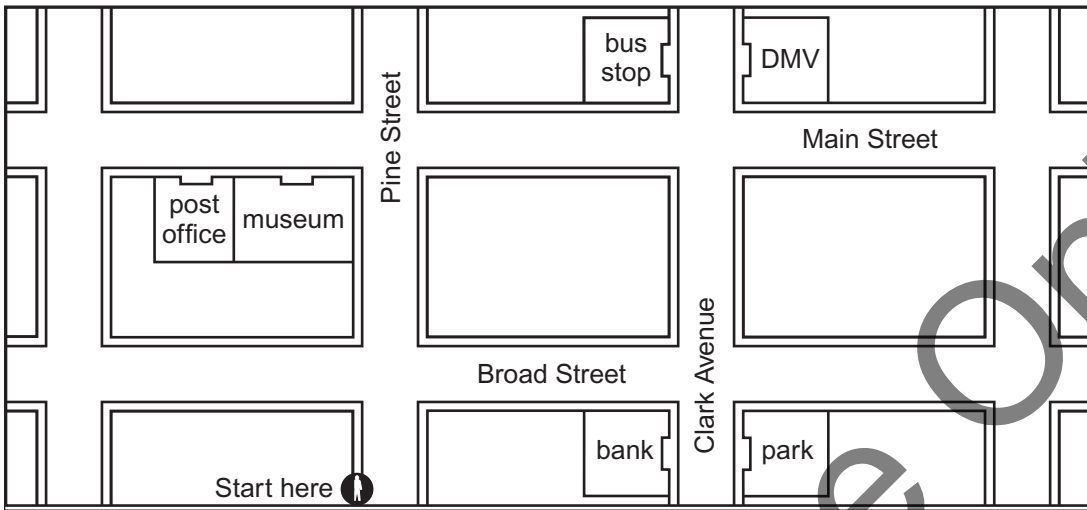 bus
stop
DMV
Pine Street
Main Street
post
office
museum
Broad Street
Clark Avenue
bank
park
Start here